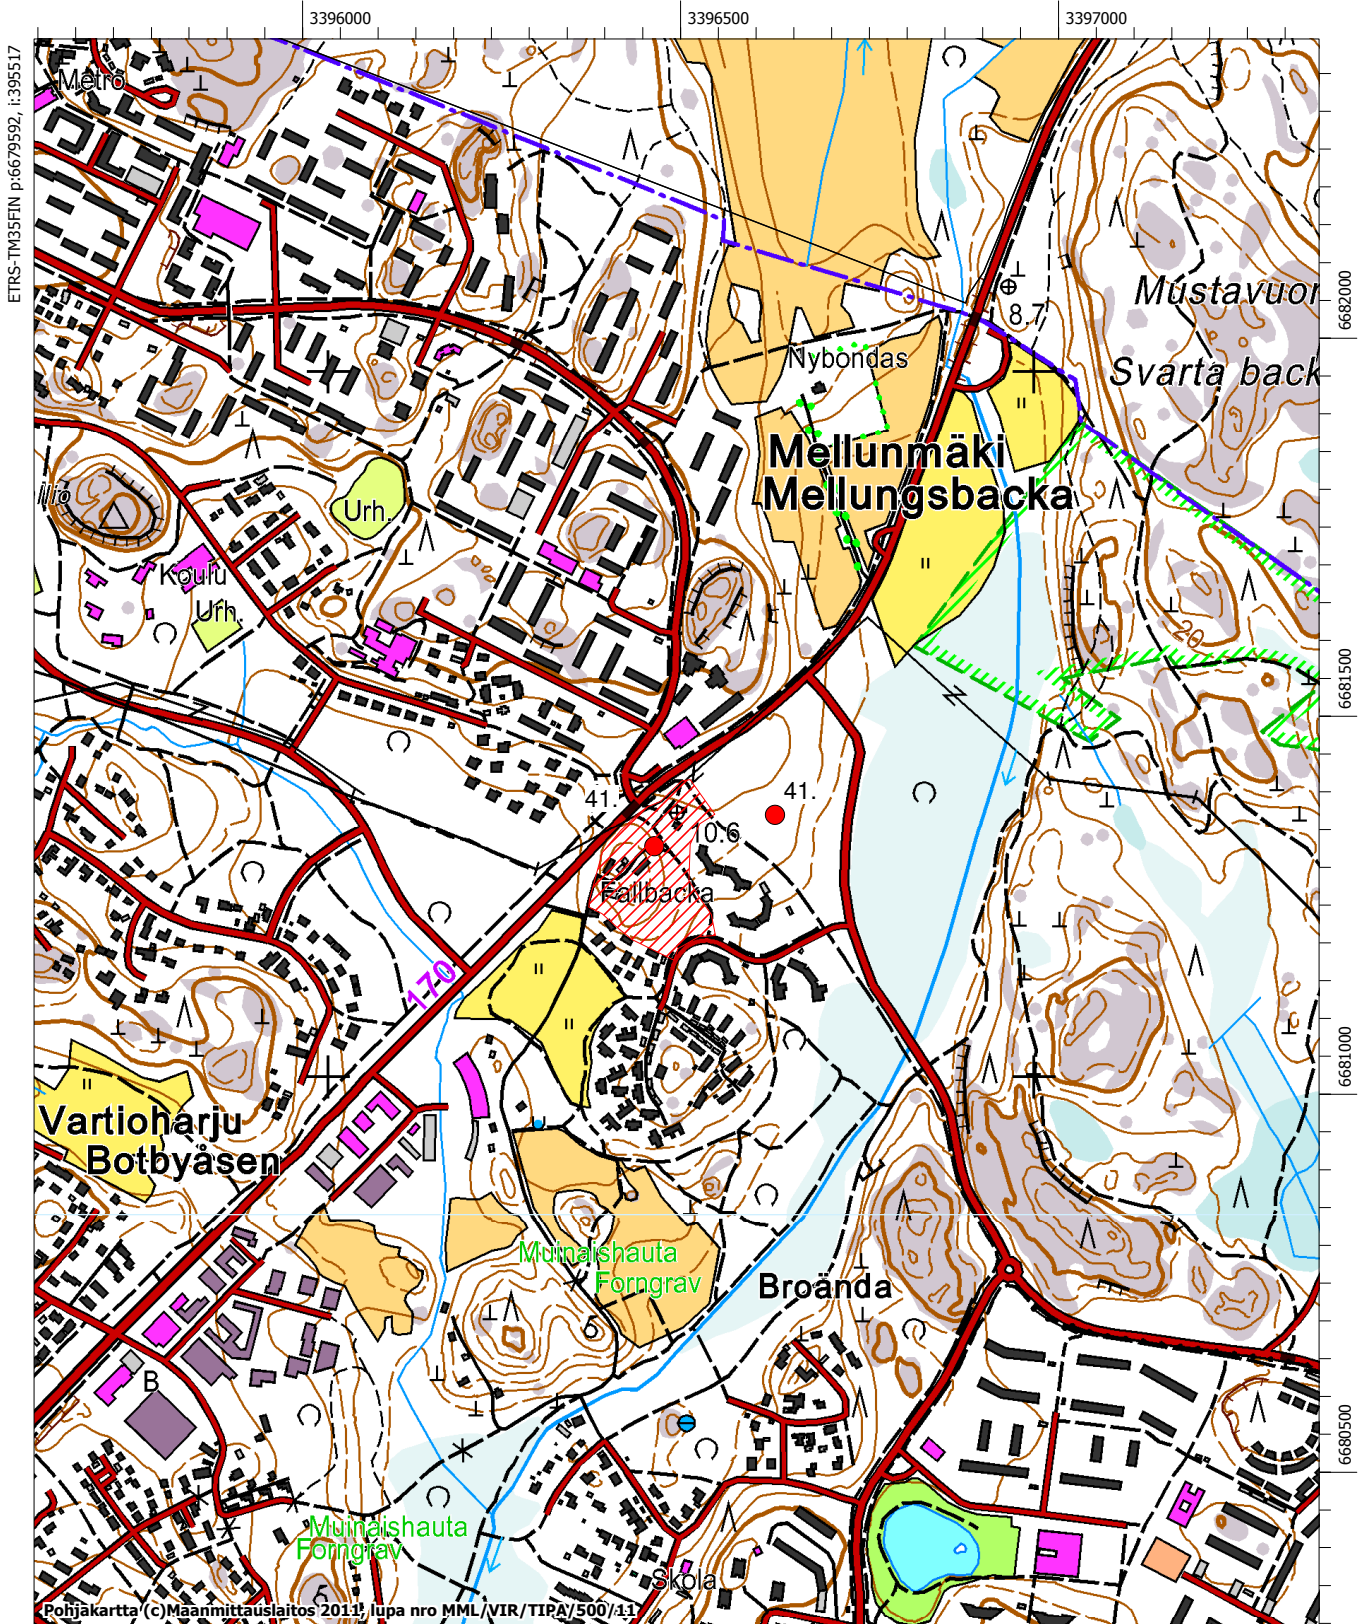 3396000
3396500
3397000
ETRS-TM35FIN p:6679592, i:395517
Metro
6682000
Mustavuor
8.7
Nybondas
Svarta back
Mellunmäki
Mellungsbacka
llio
Urh.
Koulu
Urh.
20
6681500
41.
41.
10.6
Fallbacka
170
6681000
Vartioharju
Botbyåsen
Muinaishauta
Forngrav
Broända
5
B
6680500
Muinaishauta
Forngrav
Skola
Pohjakartta (c)Maanmittauslaitos 2011, lupa nro MML/VIR/TIPA/500/11